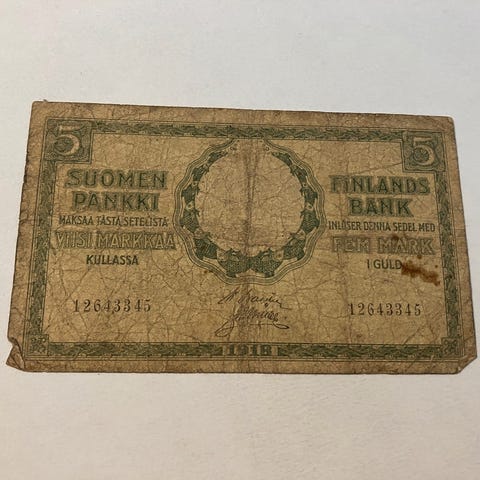 5
5
SUOMEN
PANKKI
MAKSAA TÄSTÄ SETELISTÄ
VIISI MARKKAA
KULLASSA
FINLANDS
BANK
INLÖSER DENNA SEDEL MED
FEM MARK
I GULD
12643345
12643345
1918